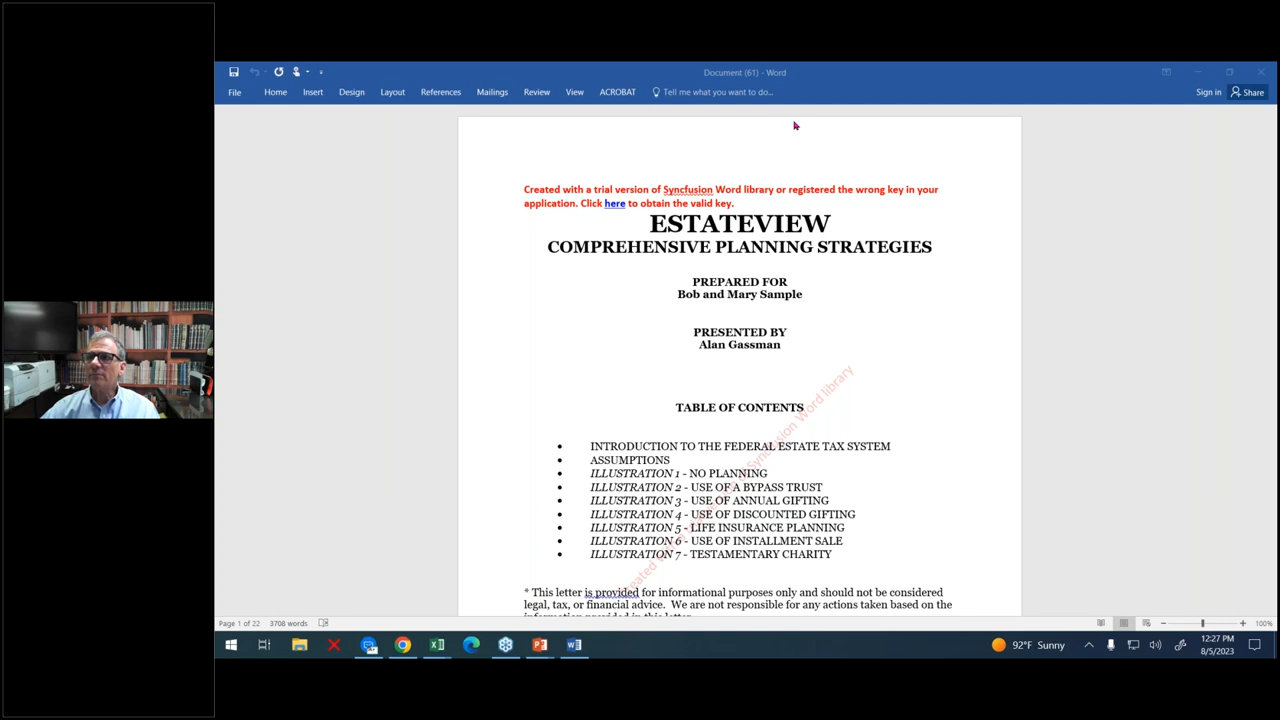 Document (61) - Word
File Home Insert Design Layout References Mailings Review View ACROBAT Tell me what you want to do... Sign in Share
Created with a trial version of Syncfusion Word library or registered the wrong key in your
application. Click here to obtain the valid key.
ESTATEVIEW
COMPREHENSIVE PLANNING STRATEGIES
PREPARED FOR
Bob and Mary Sample
PRESENTED BY
Alan Gassman
TABLE OF CONTENTS
• INTRODUCTION TO THE FEDERAL ESTATE TAX SYSTEM
• ASSUMPTIONS
• ILLUSTRATION 1 - NO PLANNING
• ILLUSTRATION 2 - USE OF A BYPASS TRUST
• ILLUSTRATION 3 - USE OF ANNUAL GIFTING
• ILLUSTRATION 4 - USE OF DISCOUNTED GIFTING
• ILLUSTRATION 5 - LIFE INSURANCE PLANNING
• ILLUSTRATION 6 - USE OF INSTALLMENT SALE
• ILLUSTRATION 7 - TESTAMENTARY CHARITY
* This letter is provided for informational purposes only and should not be considered
legal, tax, or financial advice. We are not responsible for any actions taken based on the
information provided in this letter.
Page 1 of 22 3708 words 100%
92°F Sunny
12:27 PM
8/5/2023